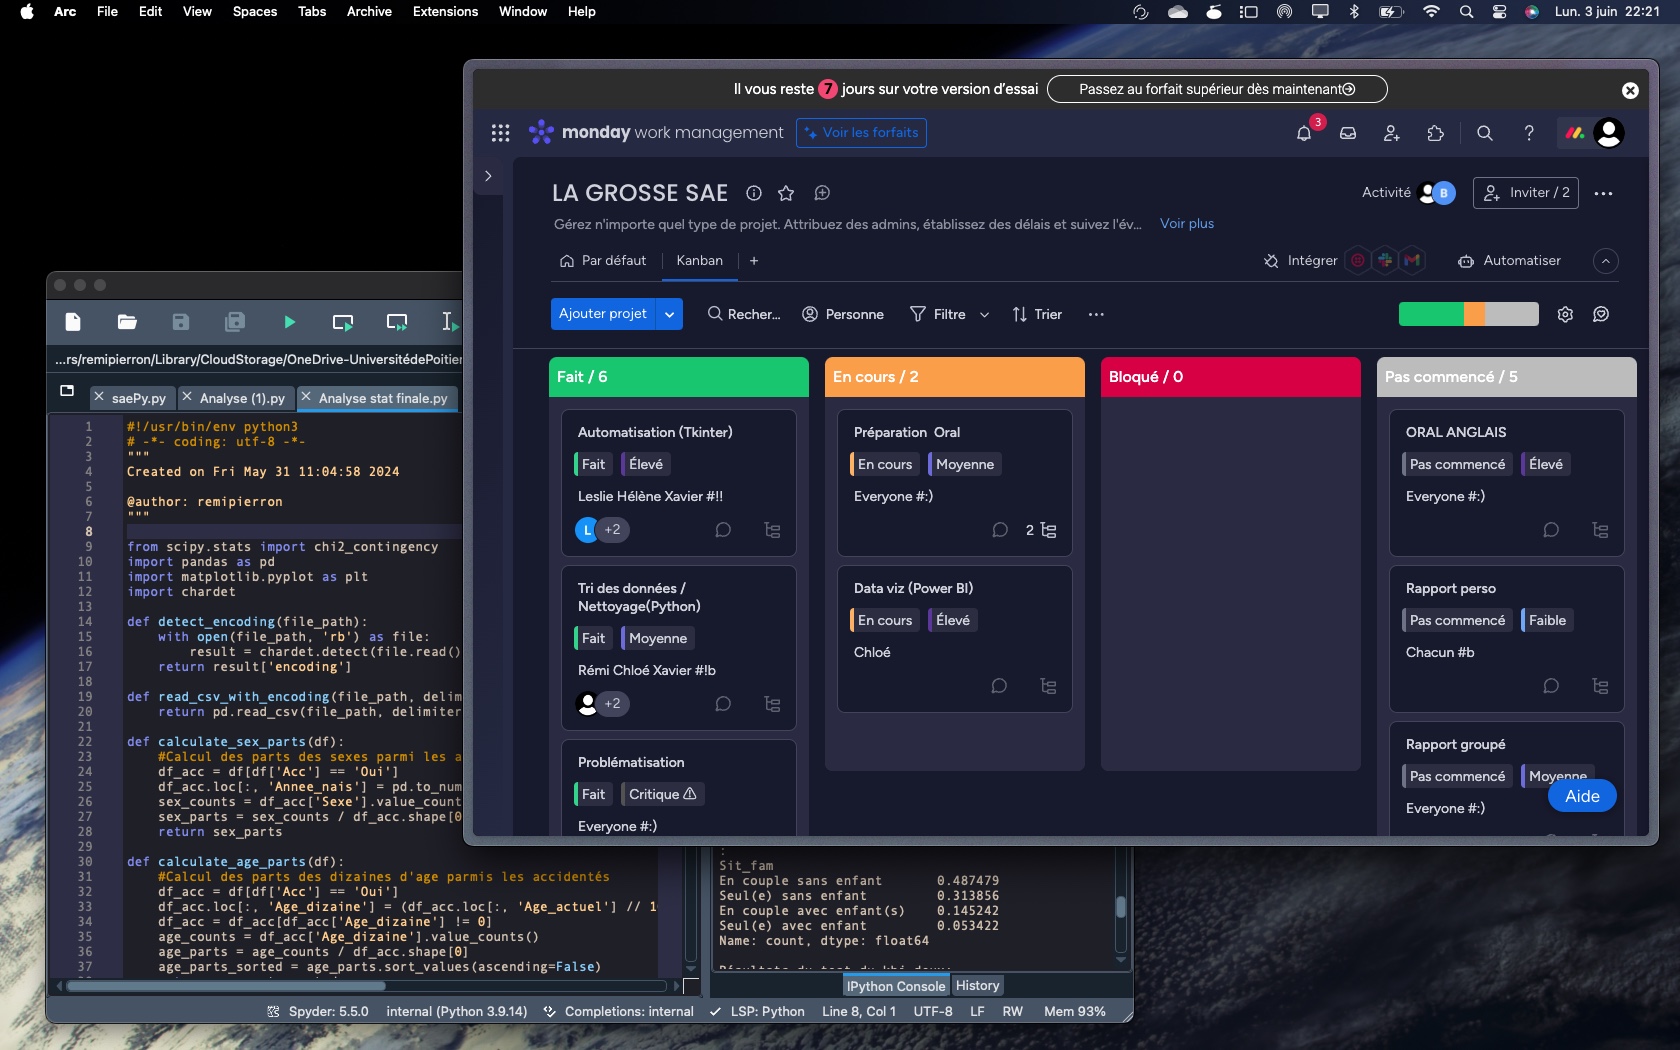 Arc File Edit View Spaces Tabs Archive Extensions Window Help
Lun. 3 juin 22:21
Il vous reste 7 jours sur votre version d'essai Passez au forfait supérieur dès maintenant
monday work management Voir les forfaits
3
LA GROSSE SAE
Activité B Inviter / 2
Gérez n'importe quel type de projet. Attribuez des admins, établissez des délais et suivez l'év... Voir plus
Par défaut Kanban +
Intégrer Automatiser
Ajouter projet Recher... Personne Filtre Trier
Fait / 6
Automatisation (Tkinter)
Fait Élevé
Leslie Hélène Xavier #!!
L +2
Tri des données /
Nettoyage(Python)
Fait Moyenne
Rémi Chloé Xavier #!b
+2
Problématisation
Fait Critique
Everyone #:)
En cours / 2
Préparation Oral
En cours Moyenne
Everyone #:)
2
Data viz (Power BI)
En cours Élevé
Chloé
Bloqué / 0
Pas commencé / 5
ORAL ANGLAIS
Pas commencé Élevé
Everyone #:)
Rapport perso
Pas commencé Faible
Chacun #b
Rapport groupé
Pas commencé Moyenne
Everyone #:)
Aide
...rs/remipierron/Library/CloudStorage/OneDrive-UniversitédePoitier
saePy.py Analyse (1).py Analyse stat finale.py
1 #!/usr/bin/env python3
2 # -*- coding: utf-8 -*-
3 """
4 Created on Fri May 31 11:04:58 2024
5
6 @author: remipierron
7 """
8
9 from scipy.stats import chi2_contingency
10 import pandas as pd
11 import matplotlib.pyplot as plt
12 import chardet
13
14 def detect_encoding(file_path):
15 with open(file_path, 'rb') as file:
16 result = chardet.detect(file.read()
17 return result['encoding']
18
19 def read_csv_with_encoding(file_path, delim
20 return pd.read_csv(file_path, delimiter
21
22 def calculate_sex_parts(df):
23 #Calcul des parts des sexes parmi les a
24 df_acc = df[df['Acc'] == 'Oui']
25 df_acc.loc[:, 'Annee_nais'] = pd.to_num
26 sex_counts = df_acc['Sexe'].value_count
27 sex_parts = sex_counts / df_acc.shape[0
28 return sex_parts
29
30 def calculate_age_parts(df):
31 #Calcul des parts des dizaines d'age parmis les accidentés
32 df_acc = df[df['Acc'] == 'Oui']
33 df_acc.loc[:, 'Age_dizaine'] = (df_acc.loc[:, 'Age_actuel'] // 1
34 df_acc = df_acc[df_acc['Age_dizaine'] != 0]
35 age_counts = df_acc['Age_dizaine'].value_counts()
36 age_parts = age_counts / df_acc.shape[0]
37 age_parts_sorted = age_parts.sort_values(ascending=False)
:
Sit_fam
En couple sans enfant 0.487479
Seul(e) sans enfant 0.313856
En couple avec enfant(s) 0.145242
Seul(e) avec enfant 0.053422
Name: count, dtype: float64
IPython Console History
Spyder: 5.5.0 internal (Python 3.9.14) Completions: internal LSP: Python Line 8, Col 1 UTF-8 LF RW Mem 93%